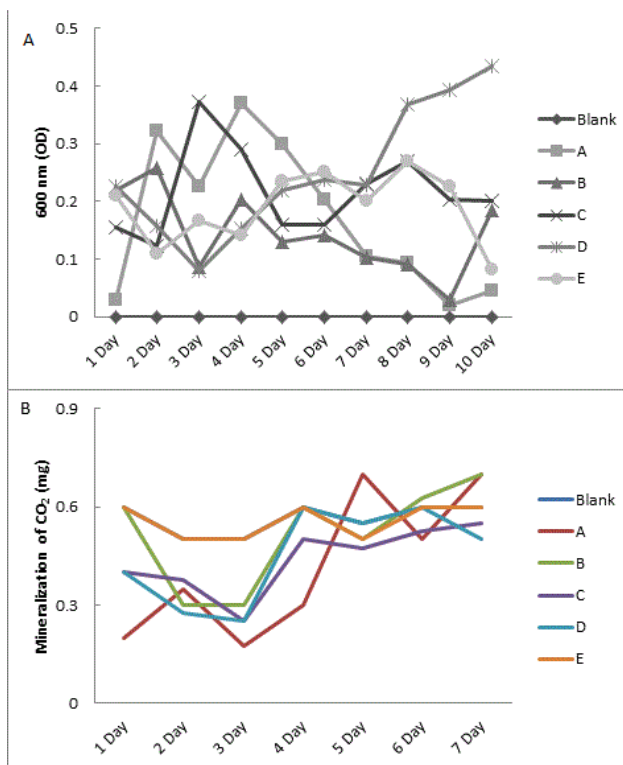 A
600 nm (OD)
0.5
0.4
0.3
0.2
0.1
0
1 Day
2 Day
3 Day
4 Day
5 Day
6 Day
7 Day
8 Day
9 Day
10 Day
Blank
A
B
C
D
E
B
Mineralization of CO₂ (mg)
0.9
0.6
0.3
0
1 Day
2 Day
3 Day
4 Day
5 Day
6 Day
7 Day
Blank
A
B
C
D
E